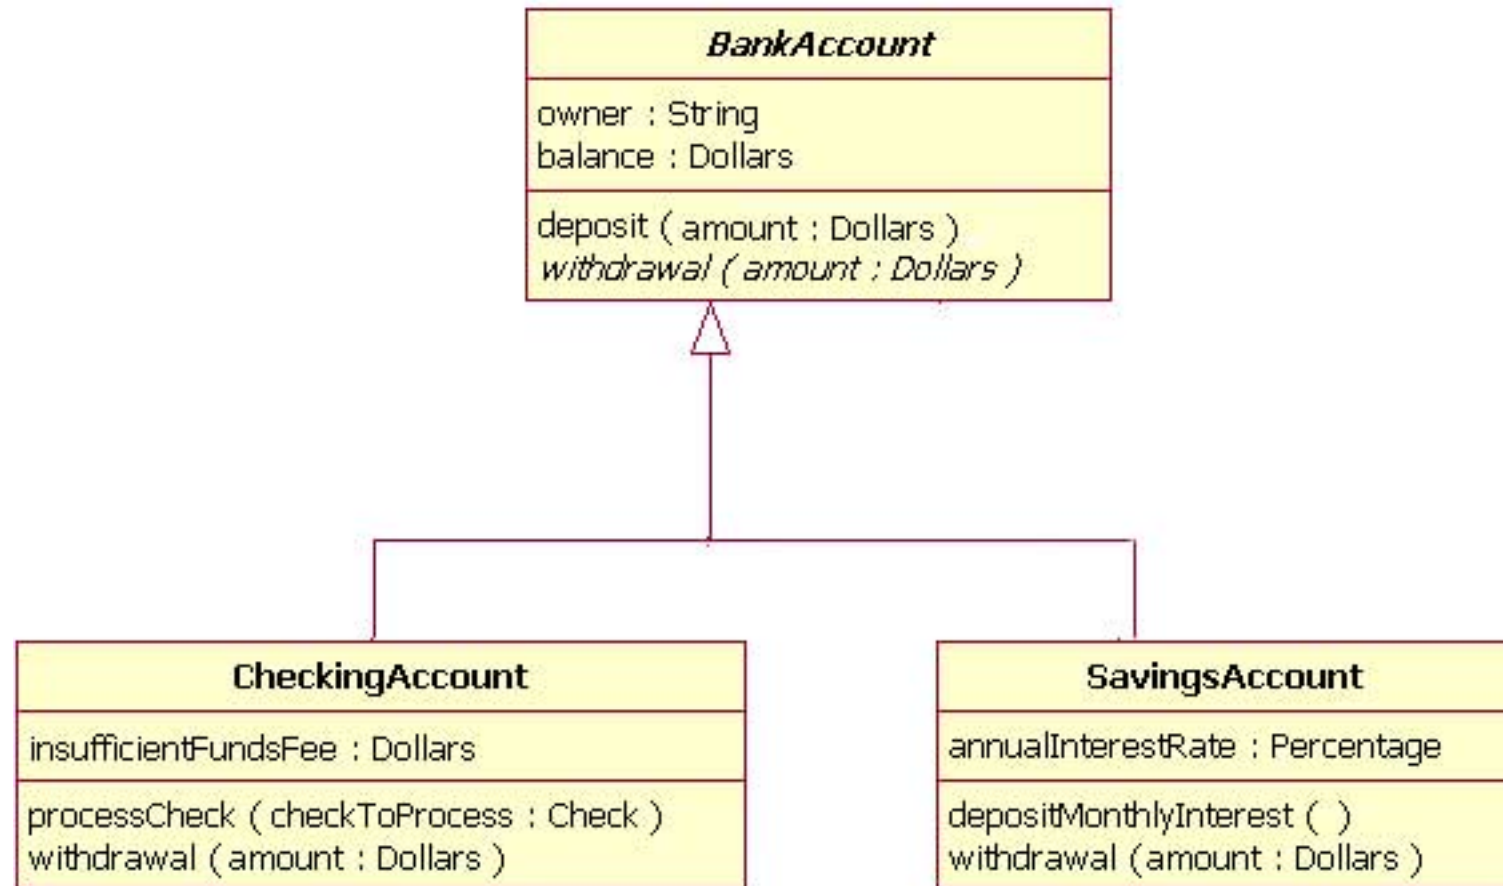 BankAccount
owner : String
balance : Dollars
deposit ( amount : Dollars )
withdrawal ( amount : Dollars )
CheckingAccount
insufficientFundsFee : Dollars
processCheck ( checkToProcess : Check )
withdrawal ( amount : Dollars )
SavingsAccount
annualInterestRate : Percentage
depositMonthlyInterest ( )
withdrawal ( amount : Dollars )